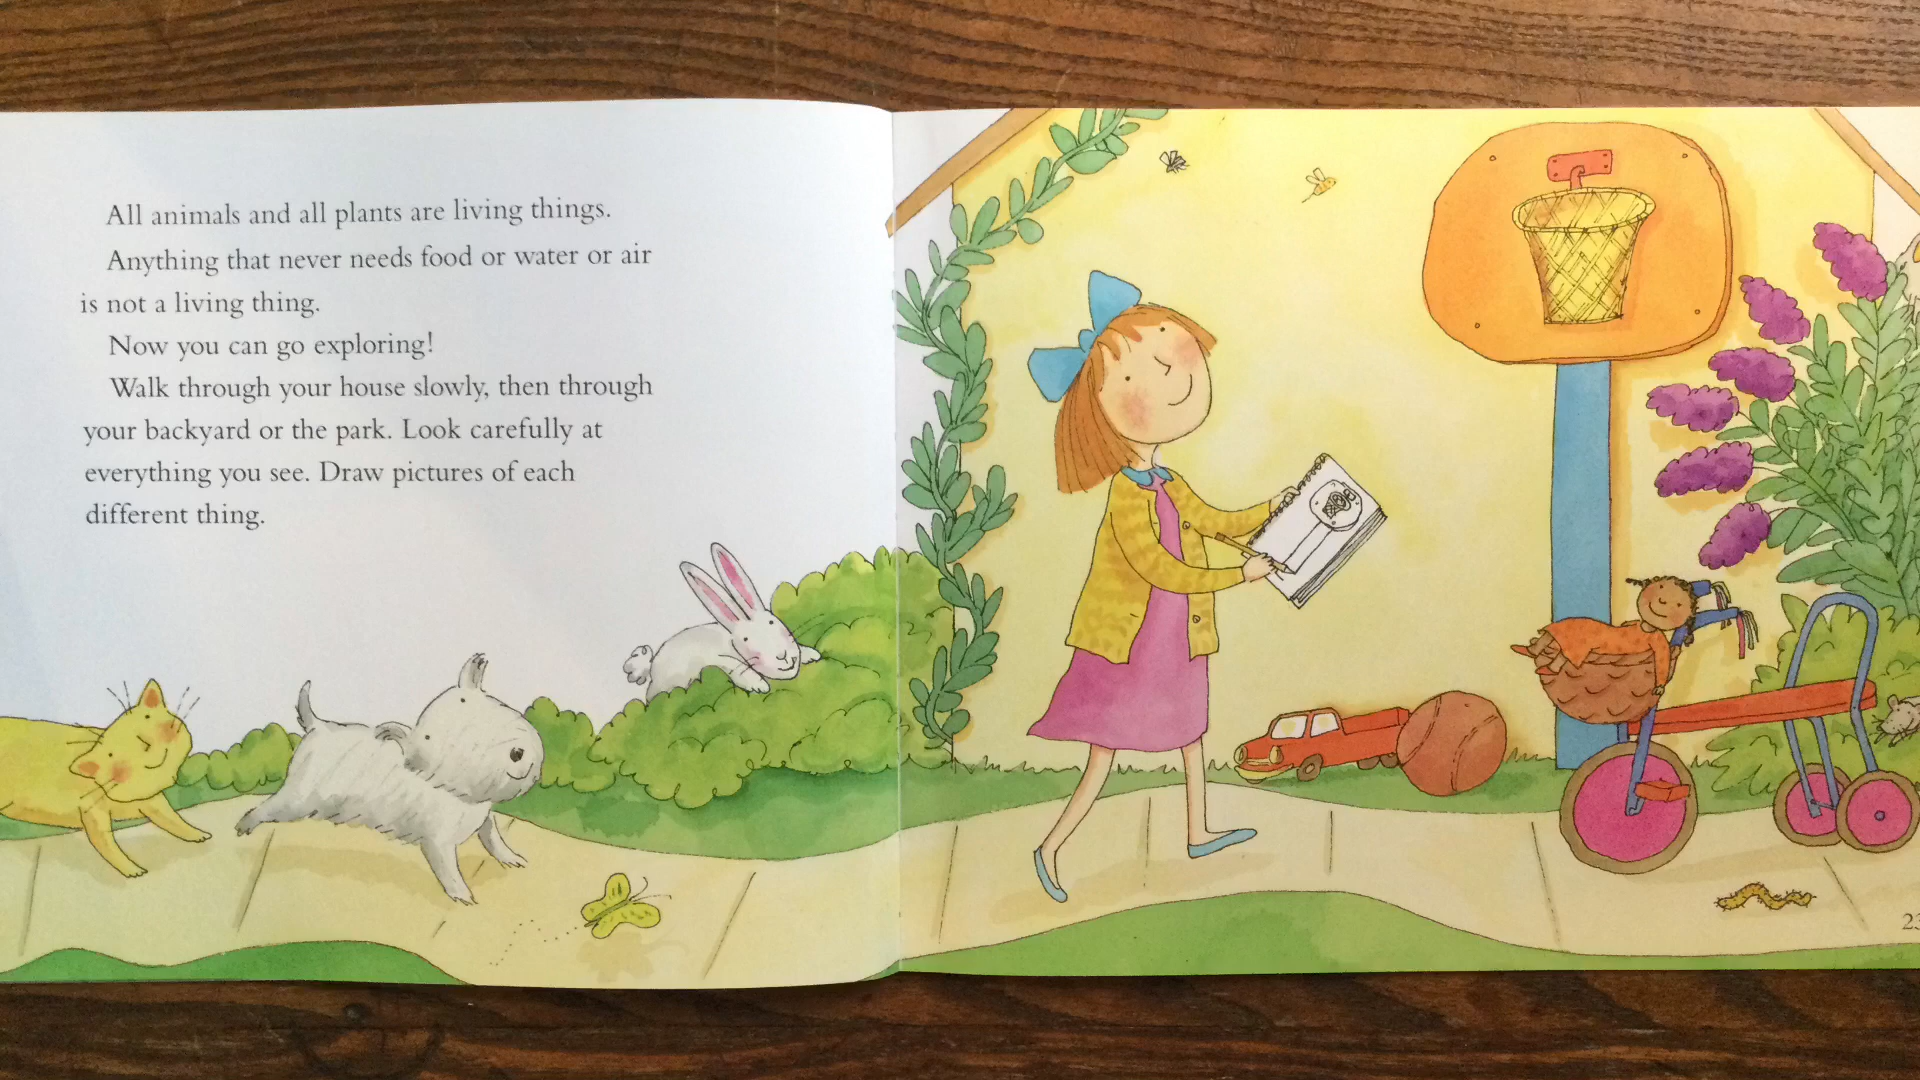 All animals and all plants are living things.
Anything that never needs food or water or air
is not a living thing.
Now you can go exploring!
Walk through your house slowly, then through
your backyard or the park. Look carefully at
everything you see. Draw pictures of each
different thing.